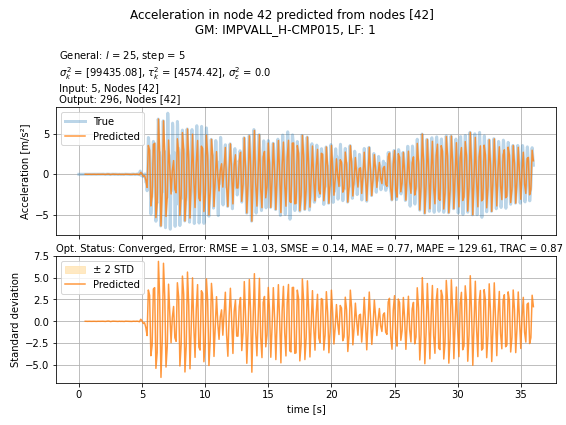 Acceleration in node 42 predicted from nodes [42]
GM: IMPVALL_H-CMP015, LF: 1
General: l = 25, step = 5
σ²ₖ = [99435.08], τ²ₖ = [4574.42], σ²ε = 0.0
Input: 5, Nodes [42]
Output: 296, Nodes [42]
True
Predicted
Acceleration [m/s²]
5
0
−5
Opt. Status: Converged, Error: RMSE = 1.03, SMSE = 0.14, MAE = 0.77, MAPE = 129.61, TRAC = 0.87
± 2 STD
Predicted
Standard deviation
7.5
5.0
2.5
0.0
−2.5
−5.0
0 5 10 15 20 25 30 35
time [s]